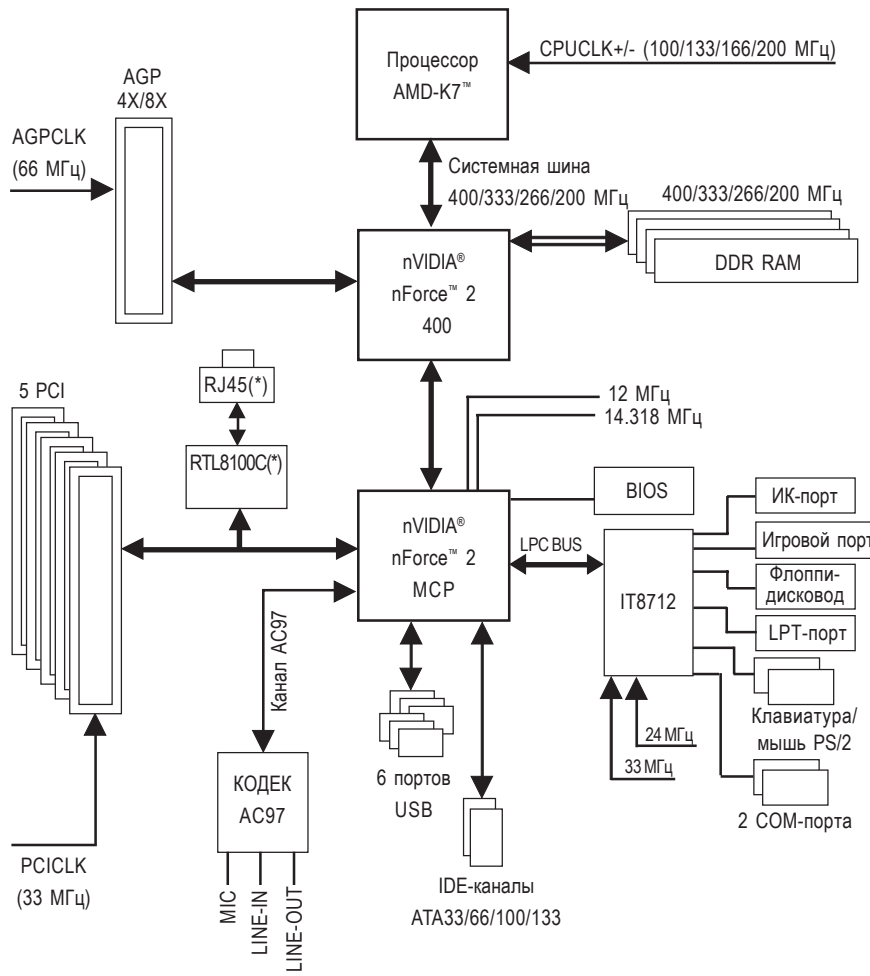 Процессор
AMD-K7™
CPUCLK+/- (100/133/166/200 МГц)
AGP
4X/8X
AGPCLK
(66 МГц)
Системная шина
400/333/266/200 МГц
400/333/266/200 МГц
DDR RAM
nVIDIA®
nForce™ 2
400
RJ45(*)
5 PCI
12 МГц
14.318 МГц
RTL8100C(*)
BIOS
nVIDIA®
nForce™ 2
MCP
LPC BUS
IT8712
ИК-порт
Игровой порт
Флоппи-
дисковод
LPT-порт
Клавиатура/
мышь PS/2
24 МГц
33 МГц
2 COM-порта
Канал AC97
КОДЕК
AC97
6 портов
USB
IDE-каналы
ATA33/66/100/133
PCICLK
(33 МГц)
MIC
LINE-IN
LINE-OUT